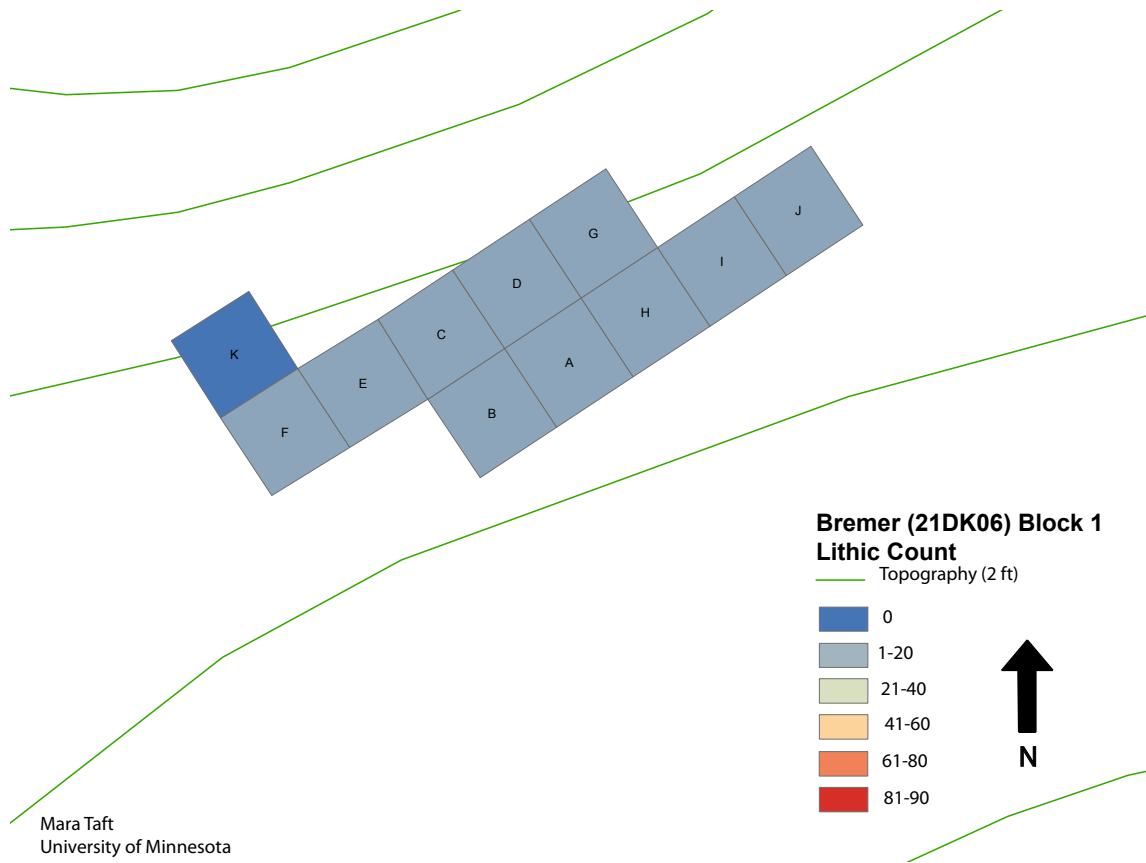 J
G
I
D
H
C
K
A
E
B
F
Bremer (21DK06) Block 1
Lithic Count
Topography (2 ft)
0
1-20
21-40
41-60
61-80
81-90
N
Mara Taft
University of Minnesota